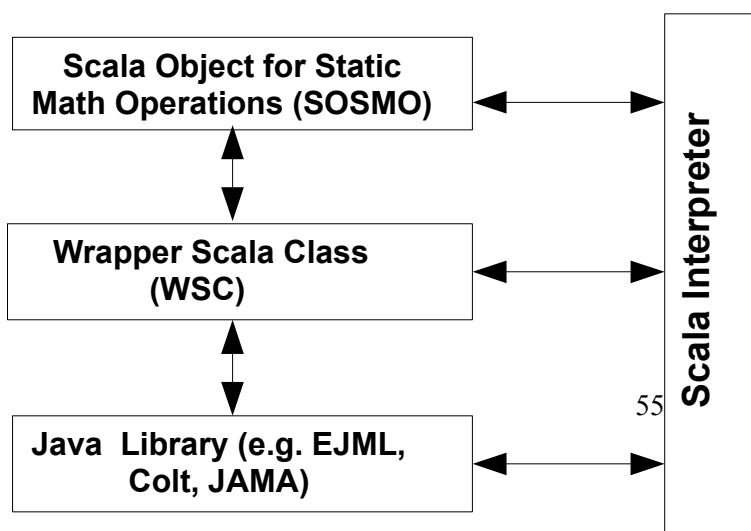 Scala Object for Static
Math Operations (SOSMO)
Wrapper Scala Class
(WSC)
Java Library (e.g. EJML,
Colt, JAMA)
Scala Interpreter
55